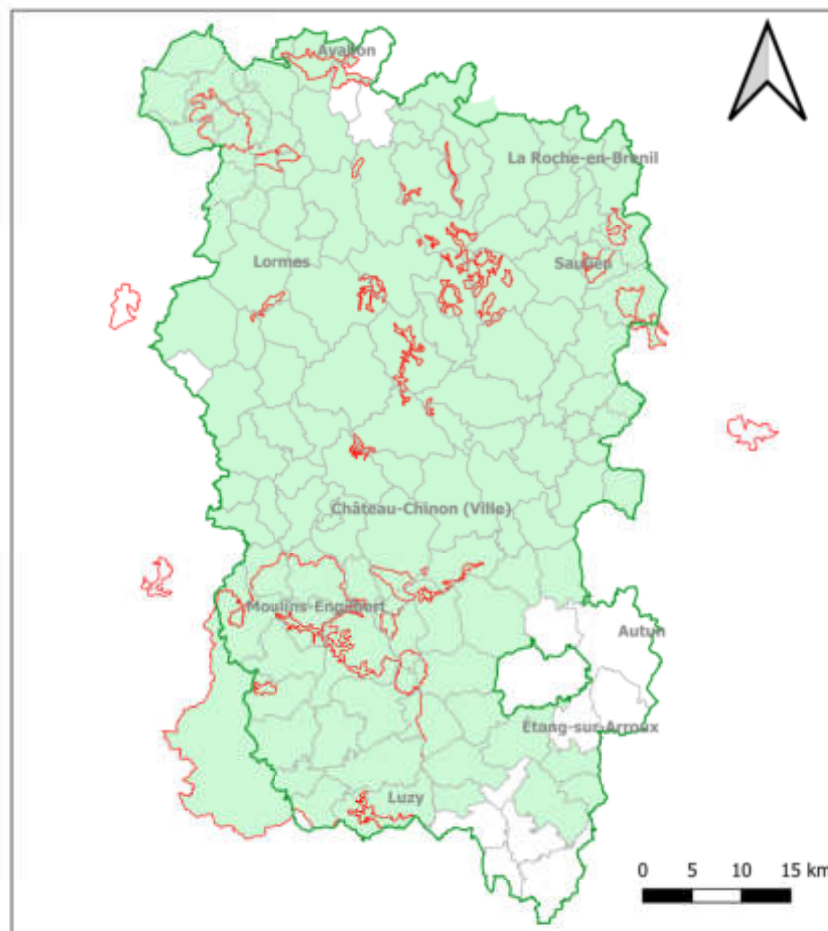 Avallon
La Roche-en-Brenil
Lormes
Saulieu
Château-Chinon (Ville)
Moulins-Engilbert
Autun
Étang-sur-Arroux
Luzy
0 5 10 15 km